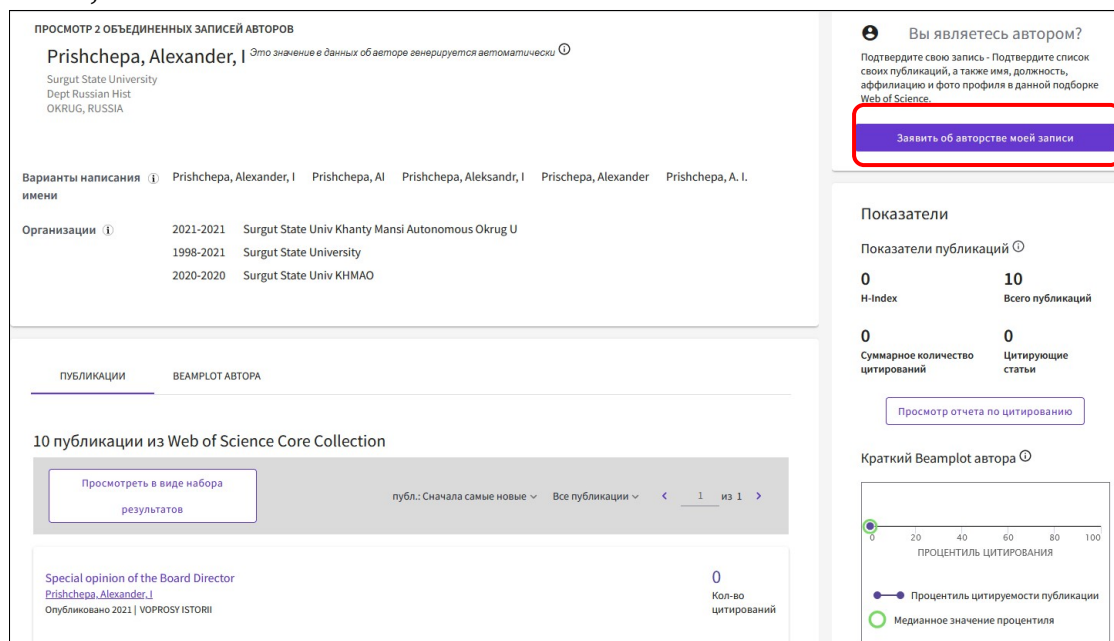 ПРОСМОТР 2 ОБЪЕДИНЕННЫХ ЗАПИСЕЙ АВТОРОВ
Prishchepa, Alexander, I Это значение в данных об авторе генерируется автоматически
Surgut State University
Dept Russian Hist
OKRUG, RUSSIA
Варианты написания имени
Prishchepa, Alexander, I Prishchepa, AI Prishchepa, Aleksandr, I Prischepa, Alexander Prishchepa, A. I.
Организации
2021-2021 Surgut State Univ Khanty Mansi Autonomous Okrug U
1998-2021 Surgut State University
2020-2020 Surgut State Univ KHMAO
ПУБЛИКАЦИИ BEAMPLOT АВТОРА
10 публикации из Web of Science Core Collection
Просмотреть в виде набора
результатов
публ.: Сначала самые новые Все публикации 1 из 1
Special opinion of the Board Director
Prishchepa, Alexander, I
Опубликовано 2021 | VOPROSY ISTORII
0
Кол-во
цитирований
Вы являетесь автором?
Подтвердите свою запись - Подтвердите список
своих публикаций, а также имя, должность,
аффилиацию и фото профиля в данной подборке
Web of Science.
Заявить об авторстве моей записи
Показатели
Показатели публикаций
0 10
H-Index Всего публикаций
0 0
Суммарное количество Цитирующие
цитирований статьи
Просмотр отчета по цитированию
Краткий Beamplot автора
0 20 40 60 80 100
ПРОЦЕНТИЛЬ ЦИТИРОВАНИЯ
Процентиль цитируемости публикации
Медианное значение процентиля